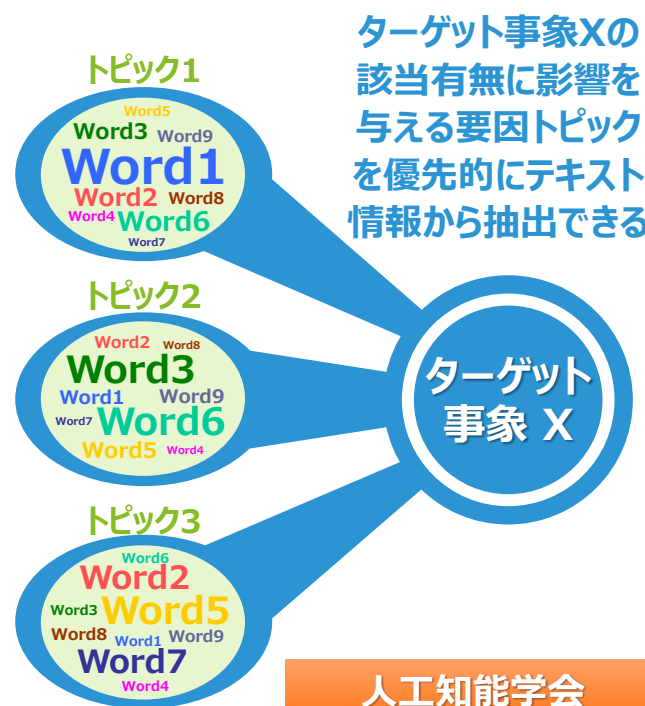 ターゲット事象Xの
該当有無に影響を
与える要因トピック
を優先的にテキスト
情報から抽出できる
トピック1
Word5
Word3 Word9
Word1
Word2 Word8
Word4 Word6
Word7
トピック2
Word2 Word8
Word3
Word1 Word9
Word7 Word6
Word5 Word4
トピック3
Word6
Word2
Word3 Word5
Word8 Word1 Word9
Word7
Word4
ターゲット
事象 X
人工知能学会